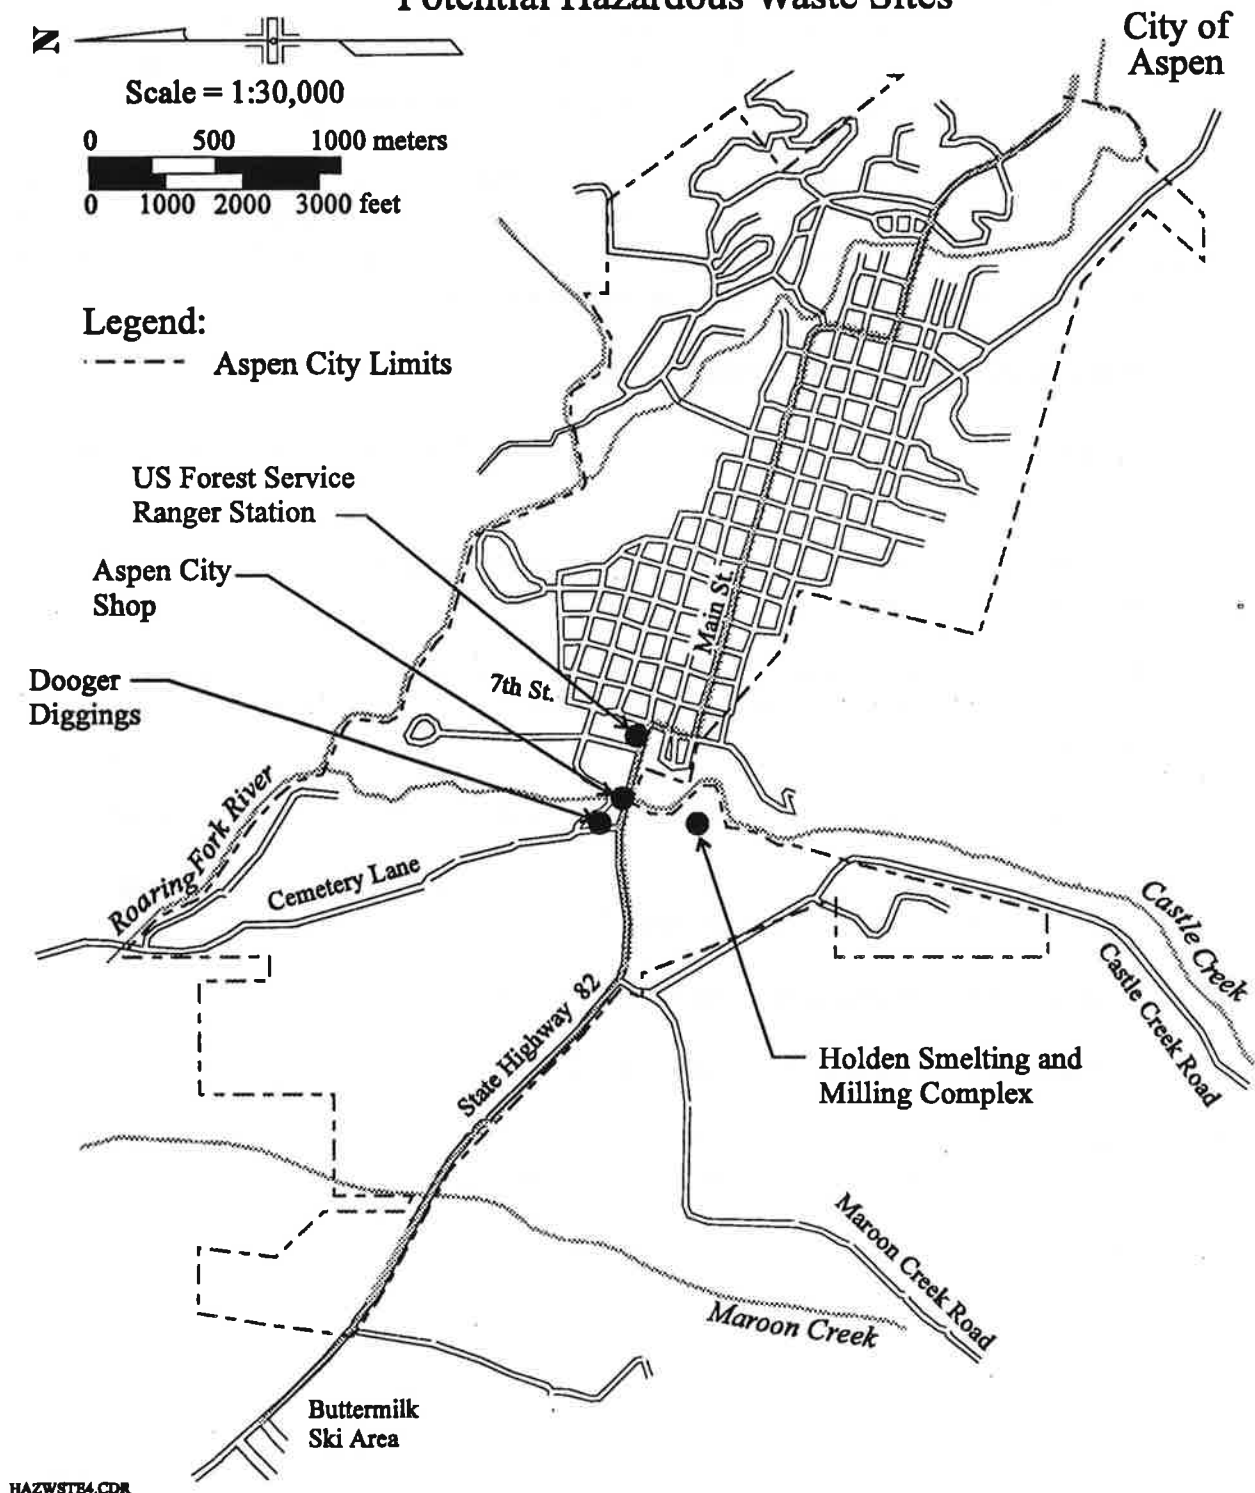 Potential Hazardous Waste Sites
City of
Aspen
N
Scale = 1:30,000
0 500 1000 meters
0 1000 2000 3000 feet
Legend:
Aspen City Limits
US Forest Service
Ranger Station
Aspen City
Shop
Main St.
Dooger
Diggings
7th St.
Roaring Fork River
Cemetery Lane
Castle Creek
Castle Creek Road
State Highway 82
Holden Smelting and
Milling Complex
Maroon Creek Road
Maroon Creek
Buttermilk
Ski Area
HAZWSTE4.CDR